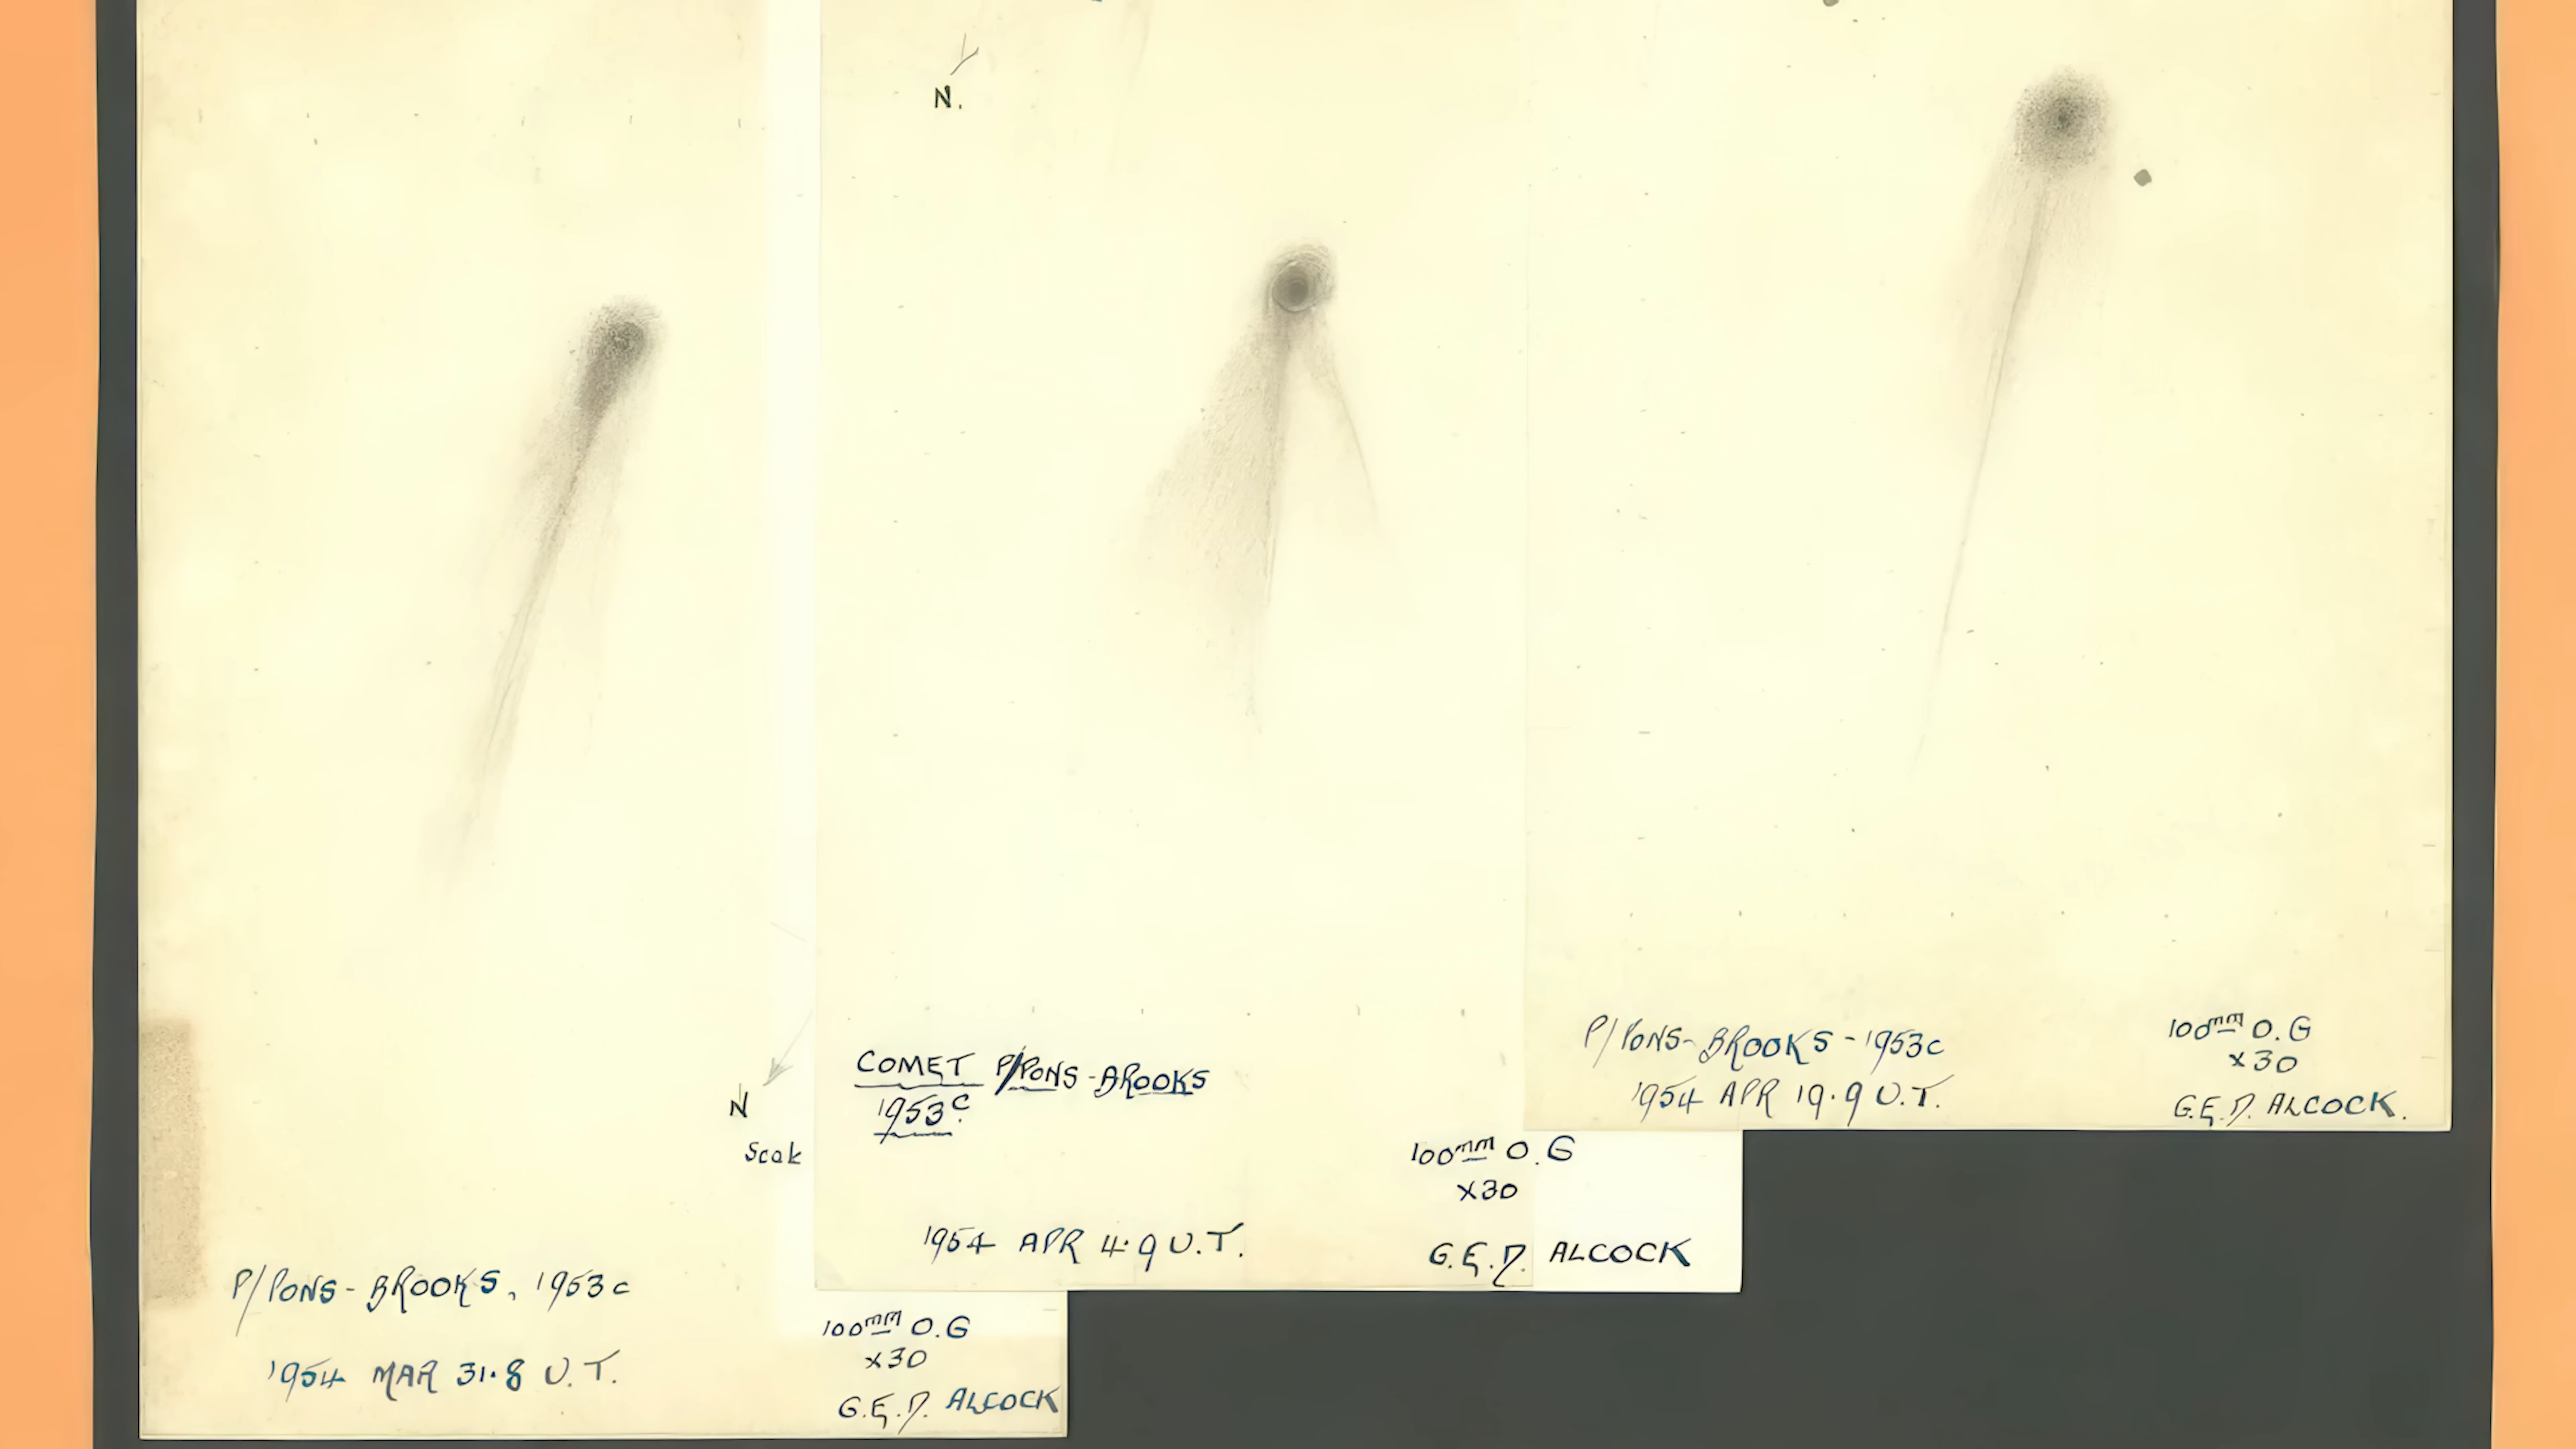 N
Scale
P/PONS-BROOKS, 1953c
1954 MAR 31.8 U.T.
100mm O.G
x30
G.E.D. ALCOCK
N.
COMET P/PONS-BROOKS
1953c.
1954 APR 4.9 U.T.
100mm O.G
x30
G.E.D. ALCOCK
P/PONS-BROOKS-1953c
1954 APR 19.9 U.T.
100mm O.G
x30
G.E.D. ALCOCK.